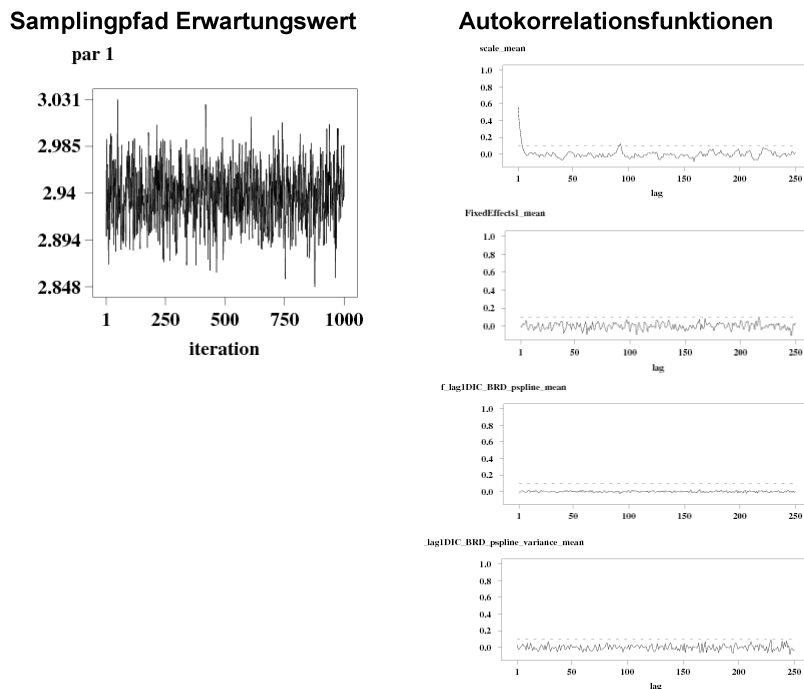 Samplingpfad Erwartungswert
par 1
3.031
2.985
2.94
2.894
2.848
1 250 500 750 1000
iteration
Autokorrelationsfunktionen
scale_mean
1.0
0.8
0.6
0.4
0.2
0.0
1 50 100 150 200 250
lag
FixedEffects1_mean
1.0
0.8
0.6
0.4
0.2
0.0
1 50 100 150 200 250
lag
f_lag1DIC_BRD_pspline_mean
1.0
0.8
0.6
0.4
0.2
0.0
1 50 100 150 200 250
_lag1DIC_BRD_pspline_variance_mean
1.0
0.8
0.6
0.4
0.2
0.0
1 50 100 150 200 250
lag